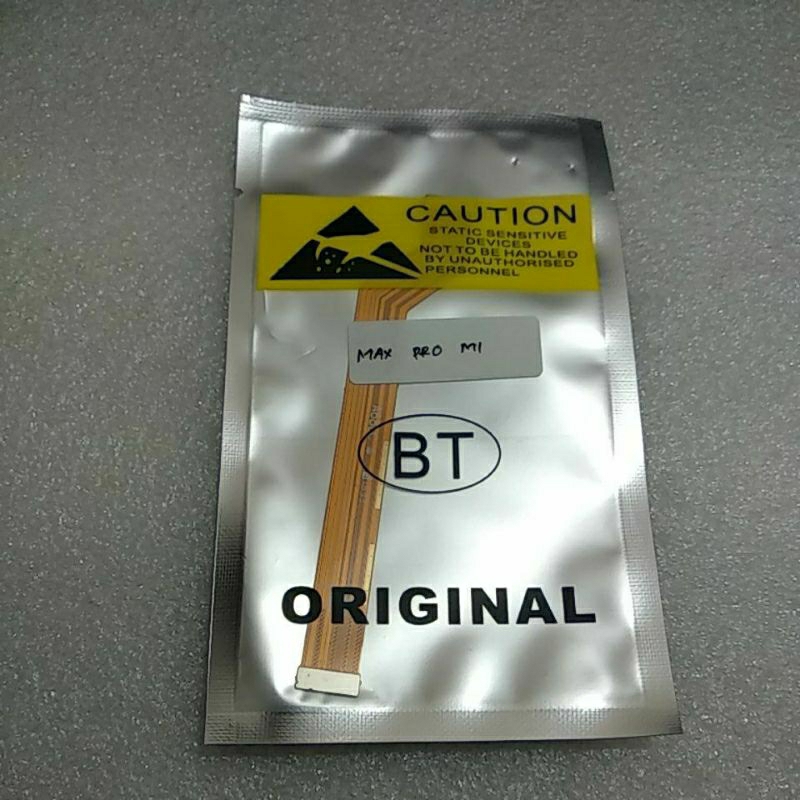 CAUTION
STATIC SENSITIVE
DEVICES
NOT TO BE HANDLED
BY UNAUTHORISED
PERSONNEL
MAX PRO M1
BT
ORIGINAL